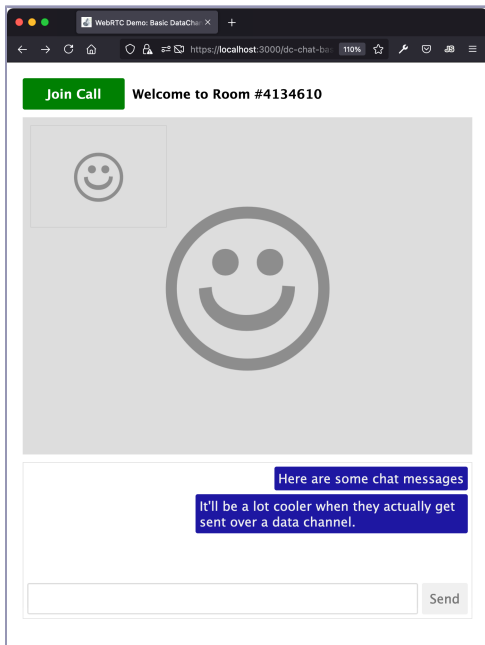 WebRTC Demo: Basic DataChan
https://localhost:3000/dc-chat-bas
110%
Join Call
Welcome to Room #4134610
Here are some chat messages
It'll be a lot cooler when they actually get
sent over a data channel.
Send